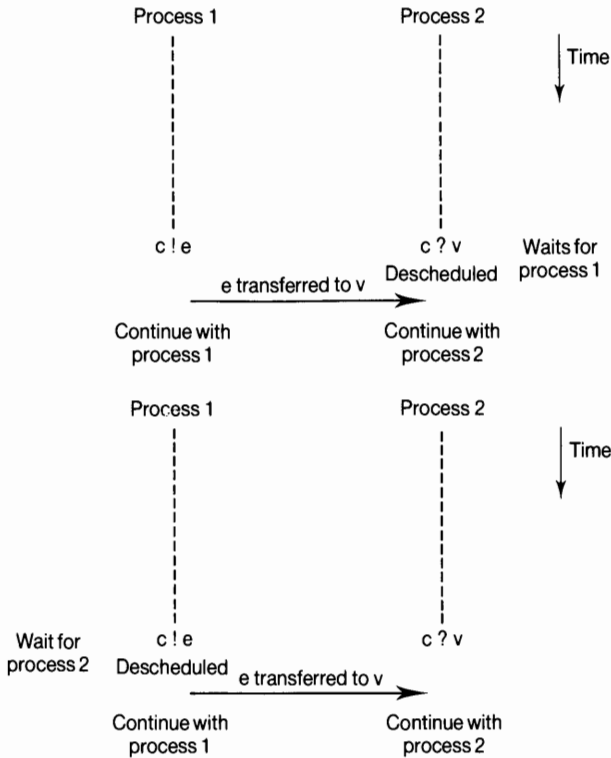 Process 1
Process 2
Time
c ! e
c ? v
Waits for
process 1
Descheduled
e transferred to v
Continue with
process 1
Continue with
process 2
Process 1
Process 2
Time
Wait for
process 2
c ! e
c ? v
Descheduled
e transferred to v
Continue with
process 1
Continue with
process 2